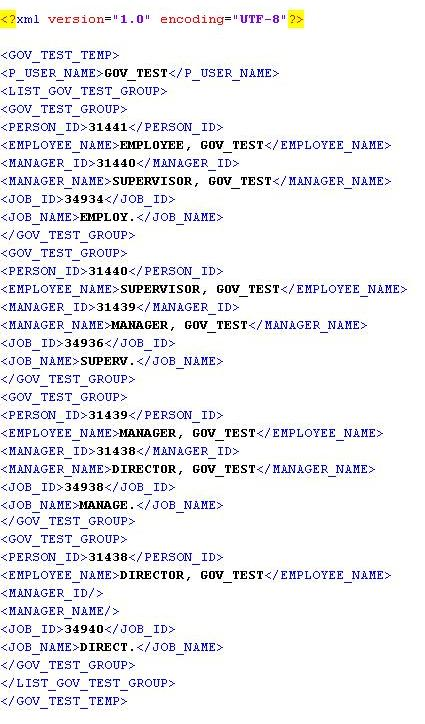 <?xml version="1.0" encoding="UTF-8"?>
<GOV_TEST_TEMP>
<P_USER_NAME>GOV_TEST</P_USER_NAME>
<LIST_GOV_TEST_GROUP>
<GOV_TEST_GROUP>
<PERSON_ID>31441</PERSON_ID>
<EMPLOYEE_NAME>EMPLOYEE, GOV_TEST</EMPLOYEE_NAME>
<MANAGER_ID>31440</MANAGER_ID>
<MANAGER_NAME>SUPERVISOR, GOV_TEST</MANAGER_NAME>
<JOB_ID>34934</JOB_ID>
<JOB_NAME>EMPLOY.</JOB_NAME>
</GOV_TEST_GROUP>
<GOV_TEST_GROUP>
<PERSON_ID>31440</PERSON_ID>
<EMPLOYEE_NAME>SUPERVISOR, GOV_TEST</EMPLOYEE_NAME>
<MANAGER_ID>31439</MANAGER_ID>
<MANAGER_NAME>MANAGER, GOV_TEST</MANAGER_NAME>
<JOB_ID>34936</JOB_ID>
<JOB_NAME>SUPERV.</JOB_NAME>
</GOV_TEST_GROUP>
<GOV_TEST_GROUP>
<PERSON_ID>31439</PERSON_ID>
<EMPLOYEE_NAME>MANAGER, GOV_TEST</EMPLOYEE_NAME>
<MANAGER_ID>31438</MANAGER_ID>
<MANAGER_NAME>DIRECTOR, GOV_TEST</MANAGER_NAME>
<JOB_ID>34938</JOB_ID>
<JOB_NAME>MANAGE.</JOB_NAME>
</GOV_TEST_GROUP>
<GOV_TEST_GROUP>
<PERSON_ID>31438</PERSON_ID>
<EMPLOYEE_NAME>DIRECTOR, GOV_TEST</EMPLOYEE_NAME>
<MANAGER_ID/>
<MANAGER_NAME/>
<JOB_ID>34940</JOB_ID>
<JOB_NAME>DIRECT.</JOB_NAME>
</GOV_TEST_GROUP>
</LIST_GOV_TEST_GROUP>
</GOV_TEST_TEMP>